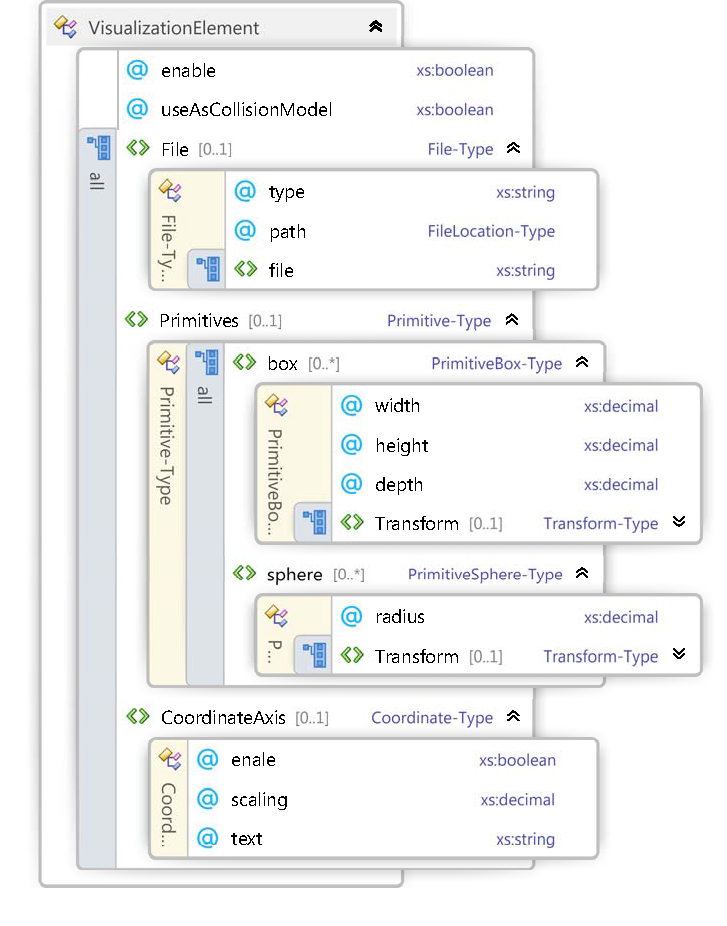 VisualizationElement
enable xs:boolean
useAsCollisionModel xs:boolean
all
File [0..1] File-Type
File-Ty...
type xs:string
path FileLocation-Type
file xs:string
Primitives [0..1] Primitive-Type
Primitive-Type
all
box [0..*] PrimitiveBox-Type
PrimitiveBo...
width xs:decimal
height xs:decimal
depth xs:decimal
Transform [0..1] Transform-Type
sphere [0..*] PrimitiveSphere-Type
P...
radius xs:decimal
Transform [0..1] Transform-Type
CoordinateAxis [0..1] Coordinate-Type
Coord...
enale xs:boolean
scaling xs:decimal
text xs:string